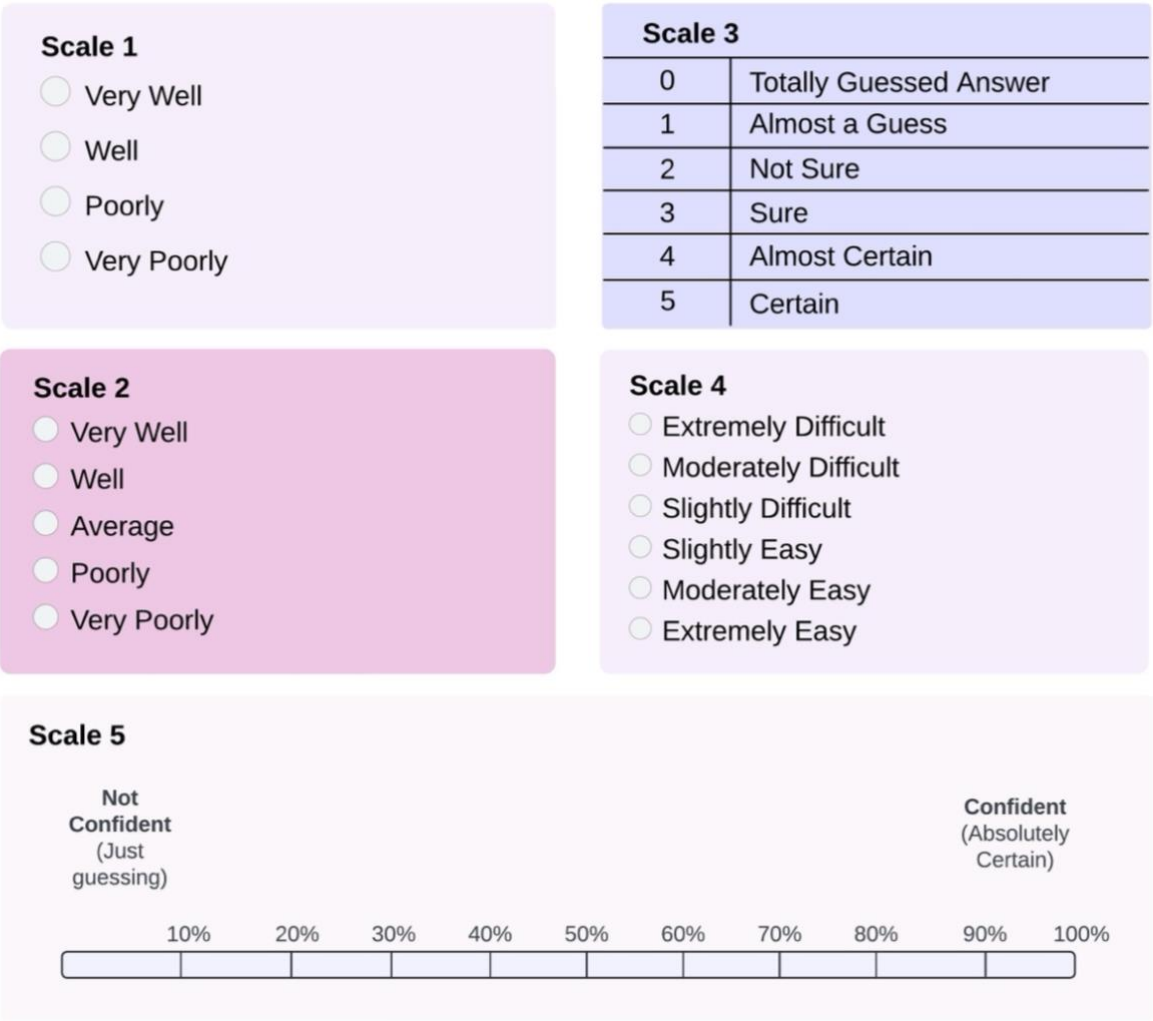 Scale 1
Very Well
Well
Poorly
Very Poorly
Scale 3
0 Totally Guessed Answer
1 Almost a Guess
2 Not Sure
3 Sure
4 Almost Certain
5 Certain
Scale 2
Very Well
Well
Average
Poorly
Very Poorly
Scale 4
Extremely Difficult
Moderately Difficult
Slightly Difficult
Slightly Easy
Moderately Easy
Extremely Easy
Scale 5
Not
Confident
(Just
guessing)
Confident
(Absolutely
Certain)
10% 20% 30% 40% 50% 60% 70% 80% 90% 100%